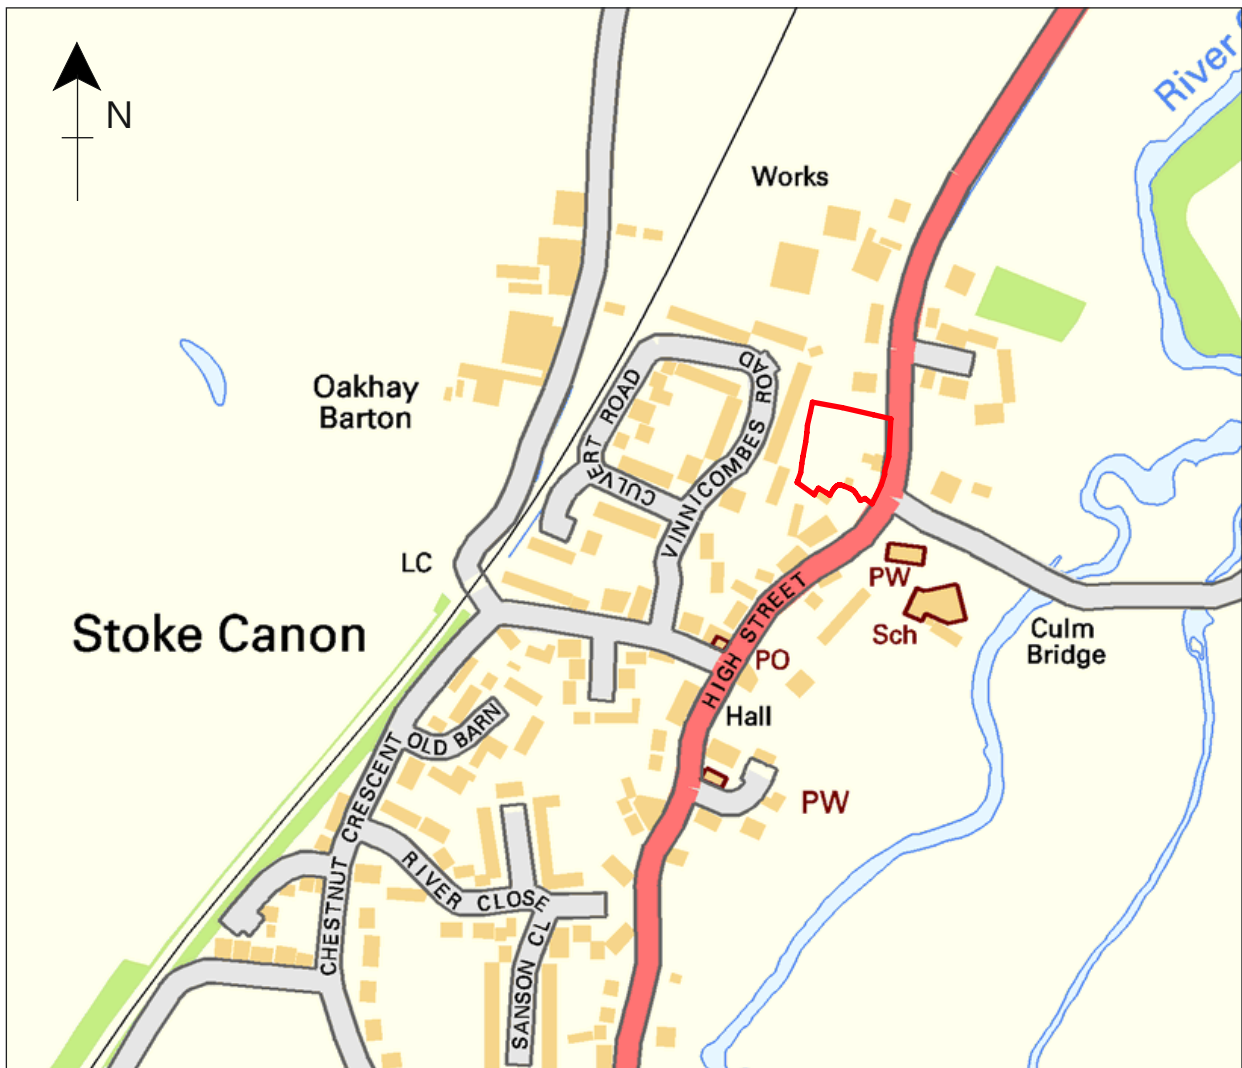 N
River
Works
Oakhay
Barton
CULVERT ROAD
VINNICOMBES ROAD
CULVERT
LC
Stoke Canon
HIGH STREET
PW
Sch
PO
Culm
Bridge
Hall
OLD BARN
CHESTNUT CRESCENT
PW
RIVER CLOSE
SANSON CL